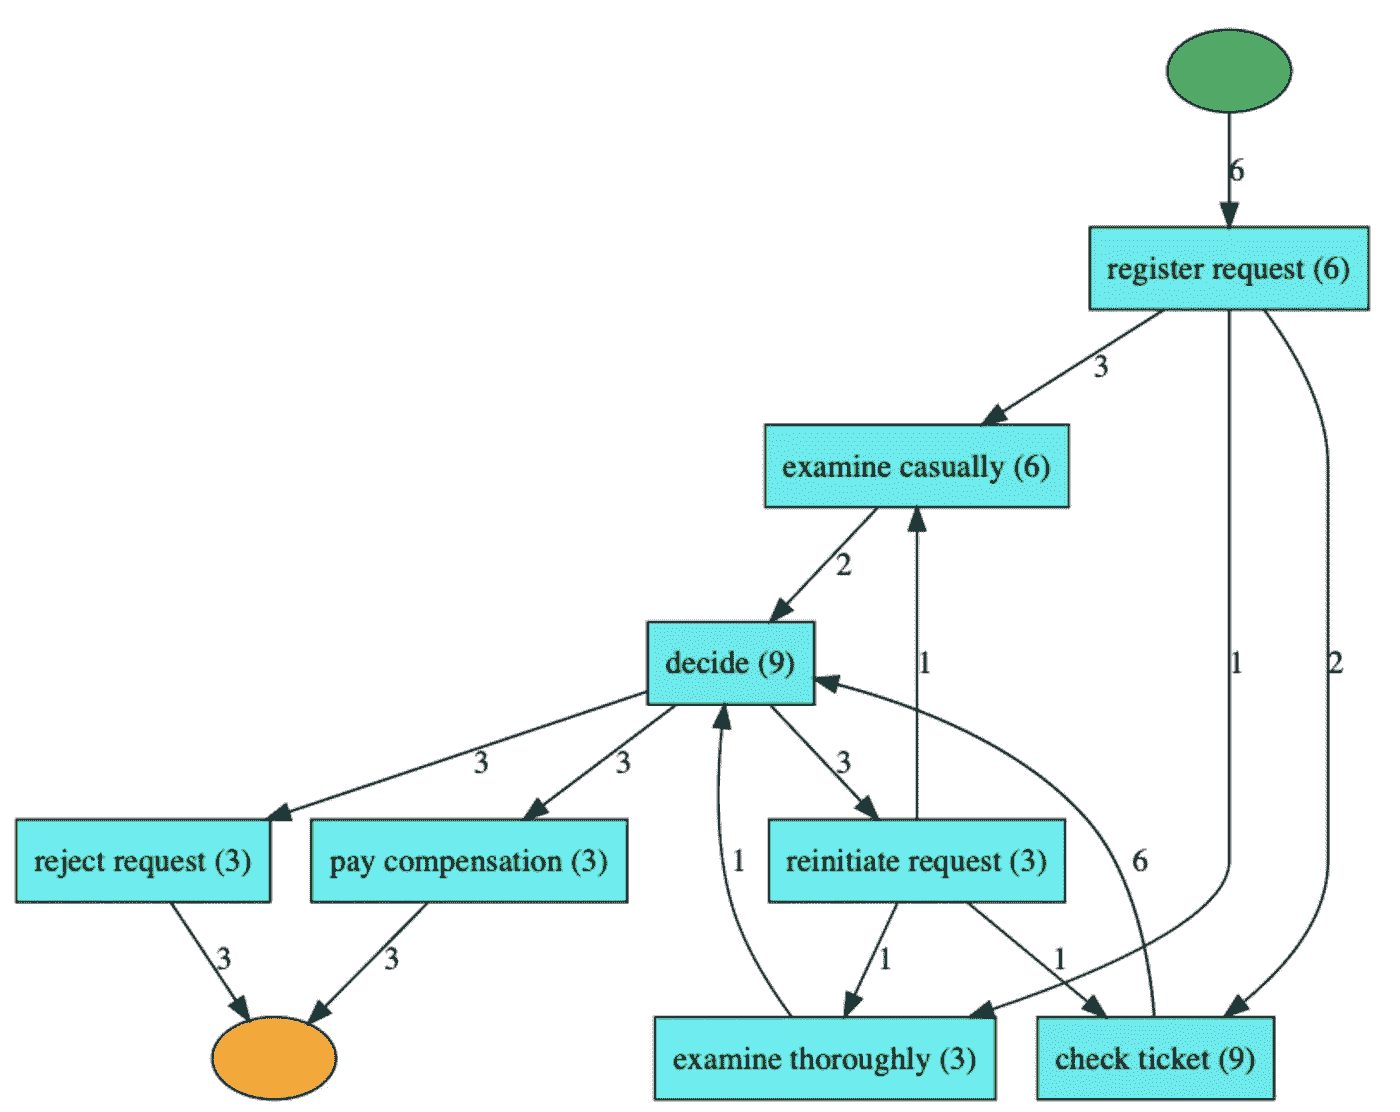 6
register request (6)
3
examine casually (6)
2
decide (9)
1
1
2
3
3
3
reject request (3)
pay compensation (3)
1
reinitiate request (3)
6
3
3
1
1
examine thoroughly (3)
check ticket (9)